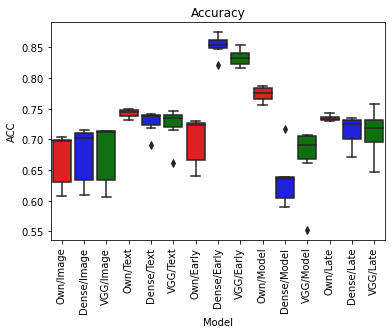 Accuracy
ACC
0.85
0.80
0.75
0.70
0.65
0.60
0.55
Own/Image
Dense/Image
VGG/Image
Own/Text
Dense/Text
VGG/Text
Own/Early
Dense/Early
VGG/Early
Own/Model
Dense/Model
VGG/Model
Own/Late
Dense/Late
VGG/Late
Model